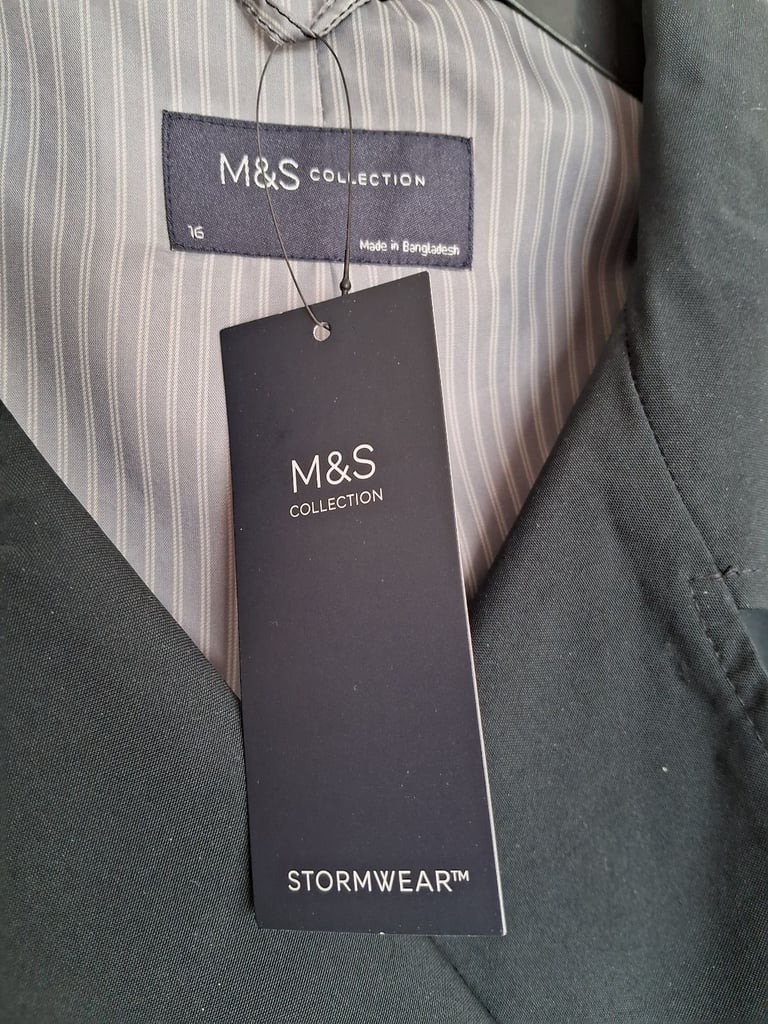 M&S COLLECTION
16
Made in Bangladesh
M&S
COLLECTION
STORMWEAR™